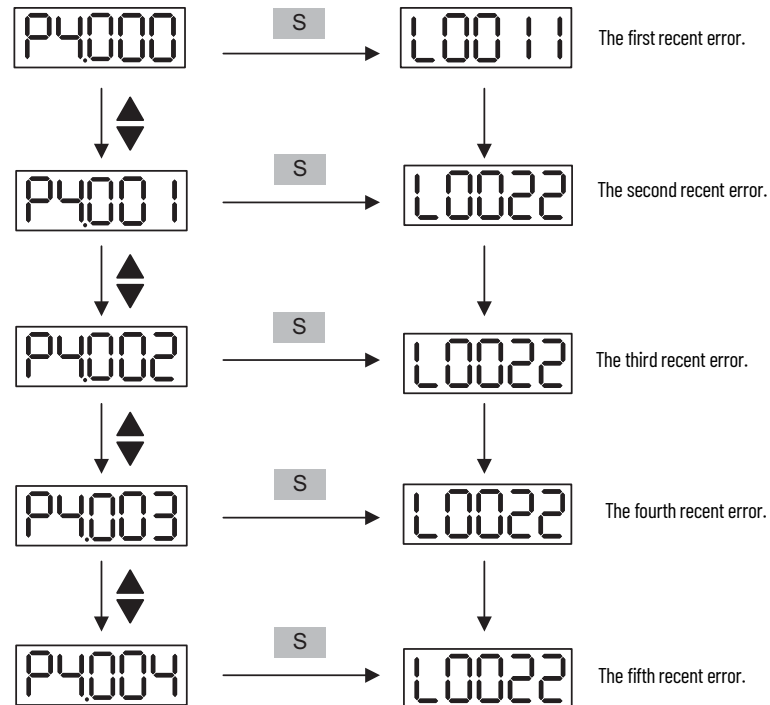 P4.000 S L0011 The first recent error.
P4.001 S L0022 The second recent error.
P4.002 S L0022 The third recent error.
P4.003 S L0022 The fourth recent error.
P4.004 S L0022 The fifth recent error.